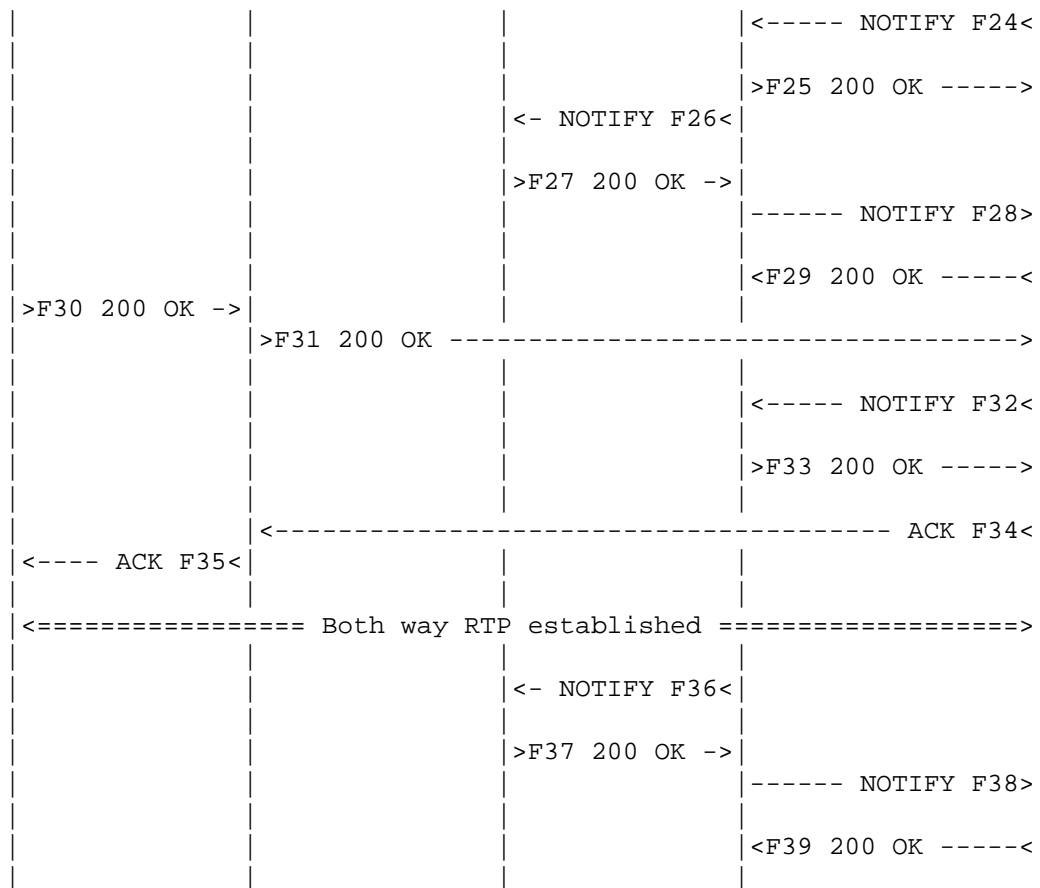 <----- NOTIFY F24<
>F25 200 OK ----->
<- NOTIFY F26<
>F27 200 OK ->
------ NOTIFY F28>
<F29 200 OK -----<
>F30 200 OK ->
>F31 200 OK ------------------------------------>
<----- NOTIFY F32<
>F33 200 OK ----->
<--------------------------------------- ACK F34<
<---- ACK F35<
<================= Both way RTP established ===================>
<- NOTIFY F36<
>F37 200 OK ->
------ NOTIFY F38>
<F39 200 OK -----<